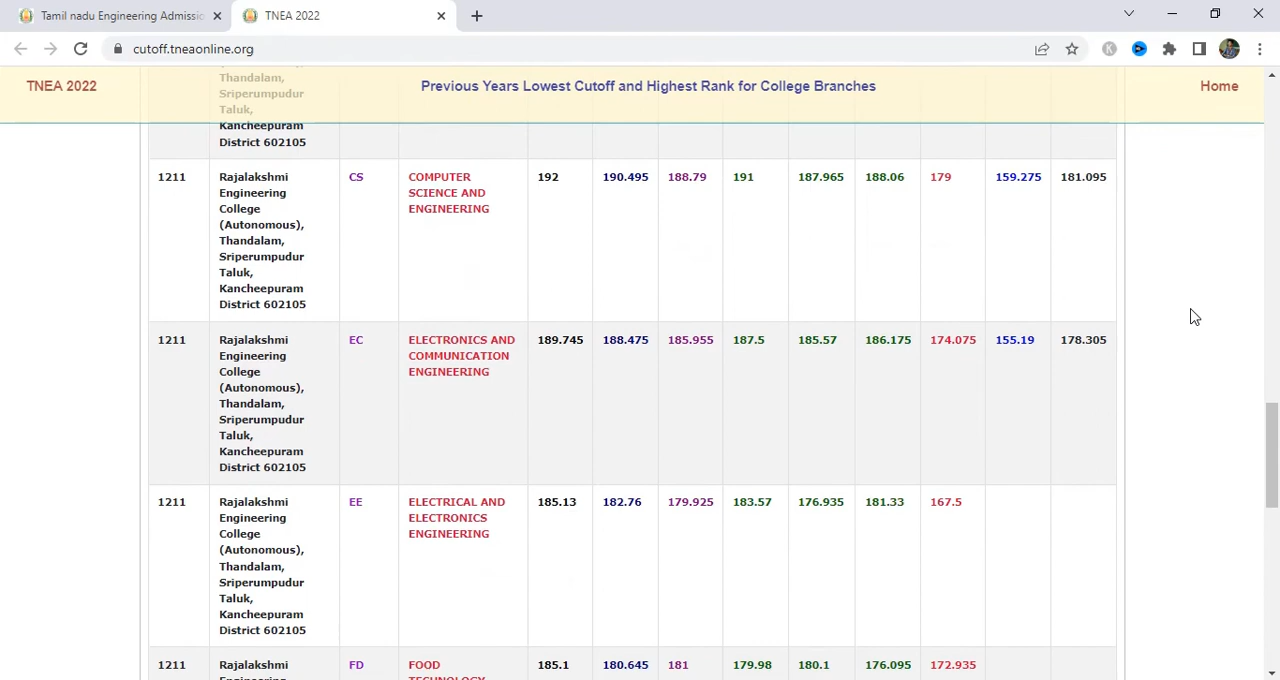 Tamil nadu Engineering Admissio
TNEA 2022
cutoff.tneaonline.org
K
TNEA 2022
Previous Years Lowest Cutoff and Highest Rank for College Branches
Home
Thandalam,
Sriperumpudur
Taluk,
Kancheepuram
District 602105
1211 Rajalakshmi CS COMPUTER 192 190.495 188.79 191 187.965 188.06 179 159.275 181.095
Engineering SCIENCE AND
College ENGINEERING
(Autonomous),
Thandalam,
Sriperumpudur
Taluk,
Kancheepuram
District 602105
1211 Rajalakshmi EC ELECTRONICS AND 189.745 188.475 185.955 187.5 185.57 186.175 174.075 155.19 178.305
Engineering COMMUNICATION
College ENGINEERING
(Autonomous),
Thandalam,
Sriperumpudur
Taluk,
Kancheepuram
District 602105
1211 Rajalakshmi EE ELECTRICAL AND 185.13 182.76 179.925 183.57 176.935 181.33 167.5
Engineering ELECTRONICS
College ENGINEERING
(Autonomous),
Thandalam,
Sriperumpudur
Taluk,
Kancheepuram
District 602105
1211 Rajalakshmi FD FOOD 185.1 180.645 181 179.98 180.1 176.095 172.935
Engineering TECHNOLOGY